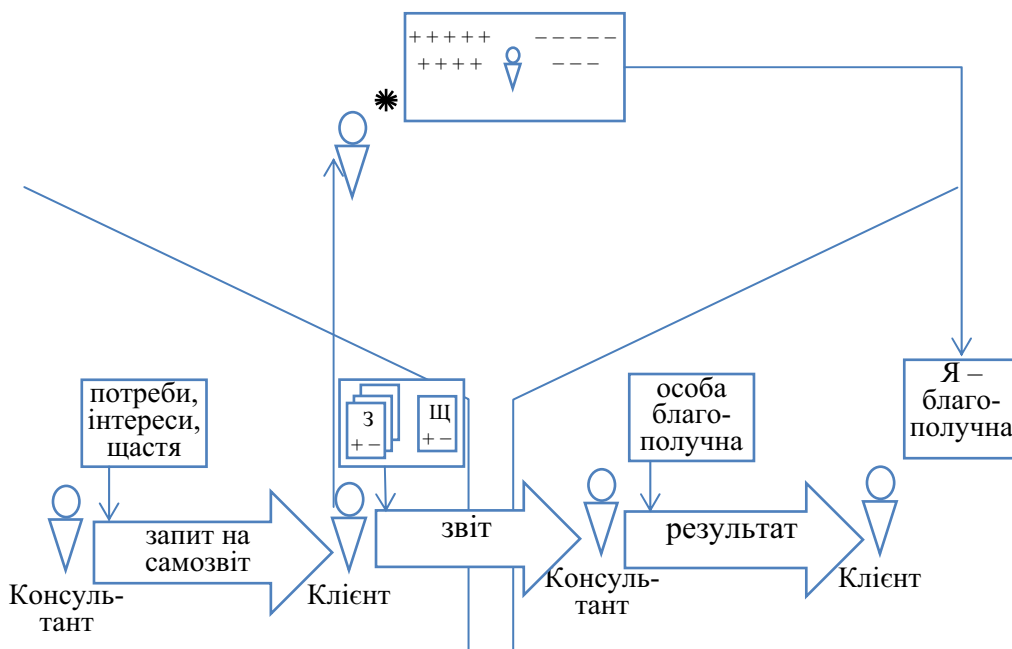 + + + + + – – – – –
+ + + + – – –
потреби,
інтереси,
щастя
з
+ –
щ
+ –
особа
благо-
получна
Я –
благо-
получна
запит на
самозвіт
звіт
результат
Консуль-
тант
Клієнт
Консуль-
тант
Клієнт